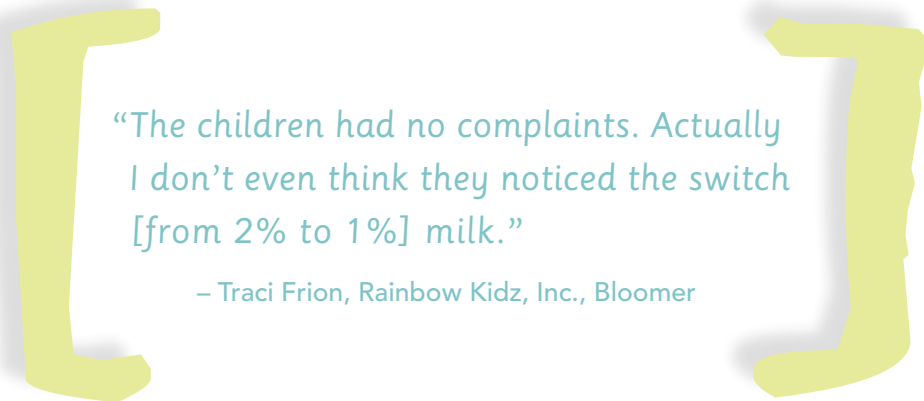 “The children had no complaints. Actually
I don’t even think they noticed the switch
[from 2% to 1%] milk.”
– Traci Frion, Rainbow Kidz, Inc., Bloomer